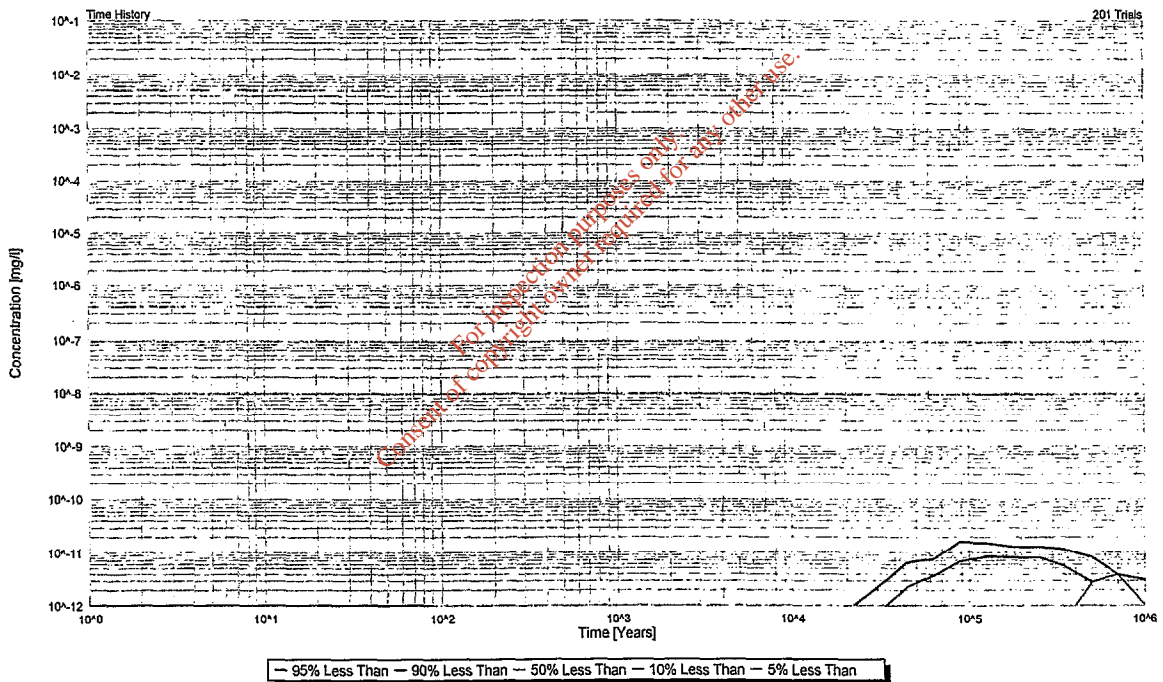 Time History
201 Trials
10^-1
10^-2
10^-3
10^-4
10^-5
10^-6
10^-7
10^-8
10^-9
10^-10
10^-11
10^-12
Concentration [mg/l]
10^0
10^1
10^2
10^3
10^4
10^5
10^6
Time [Years]
95% Less Than
90% Less Than
50% Less Than
10% Less Than
5% Less Than
For inspection purposes only.
Consent of copyright owner required for any other use.